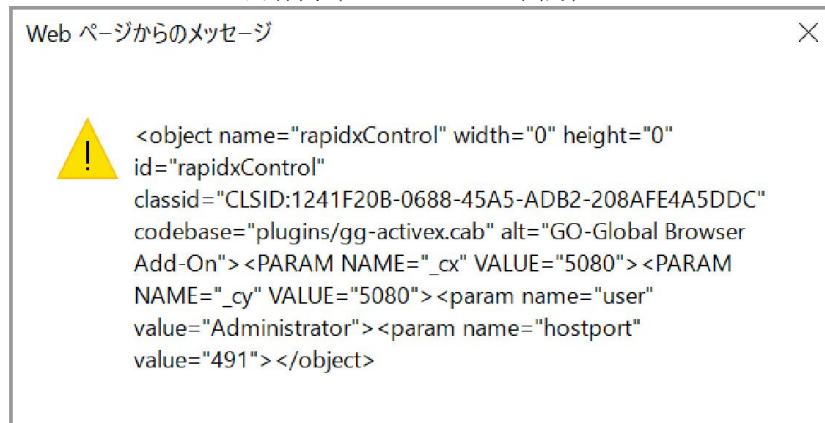 Web ページからのメッセージ
<object name="rapidxControl" width="0" height="0"
id="rapidxControl"
classid="CLSID:1241F20B-0688-45A5-ADB2-208AFE4A5DDC"
codebase="plugins/gg-activex.cab" alt="GO-Global Browser
Add-On"><PARAM NAME="_cx" VALUE="5080"><PARAM
NAME="_cy" VALUE="5080"><param name="user"
value="Administrator"><param name="hostport"
value="491"></object>